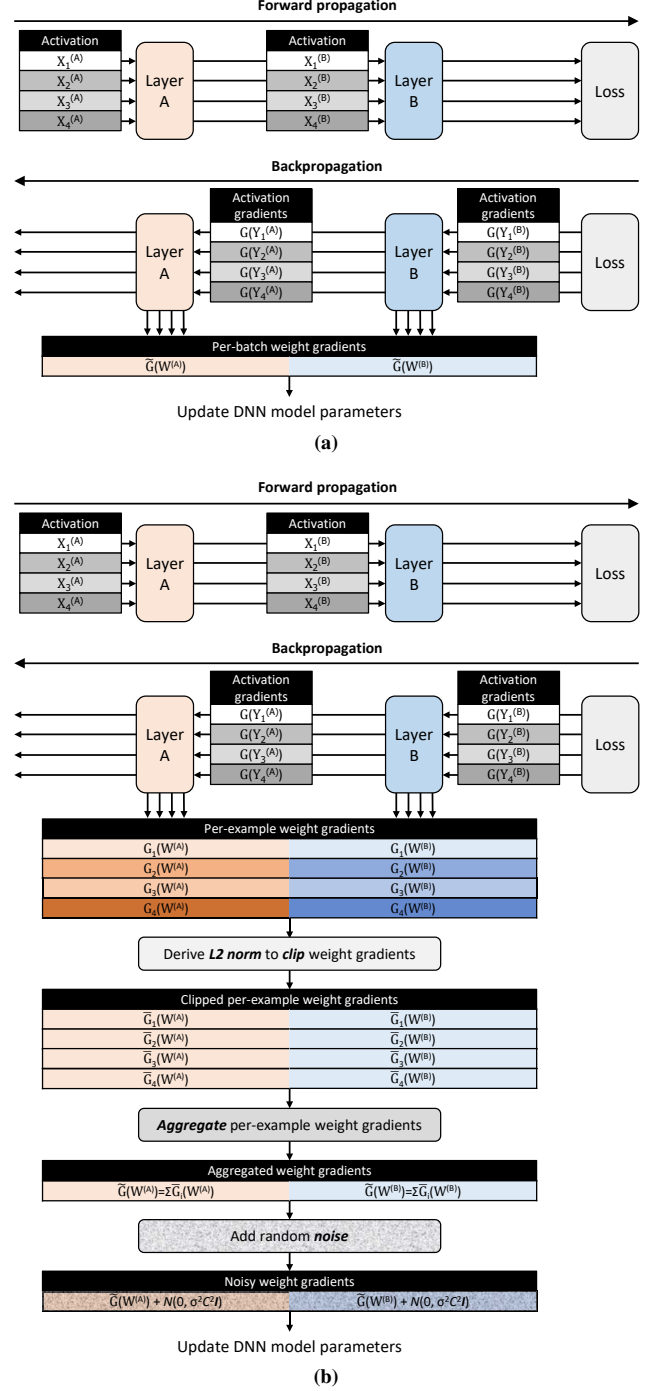 Forward propagation
Activation Activation
X₁⁽ᴬ⁾ X₁⁽ᴮ⁾
X₂⁽ᴬ⁾ X₂⁽ᴮ⁾
X₃⁽ᴬ⁾ X₃⁽ᴮ⁾
X₄⁽ᴬ⁾ X₄⁽ᴮ⁾
Layer A
Layer B
Loss
Backpropagation
Activation gradients Activation gradients
G(Y₁⁽ᴬ⁾) G(Y₁⁽ᴮ⁾)
G(Y₂⁽ᴬ⁾) G(Y₂⁽ᴮ⁾)
G(Y₃⁽ᴬ⁾) G(Y₃⁽ᴮ⁾)
G(Y₄⁽ᴬ⁾) G(Y₄⁽ᴮ⁾)
Layer A
Layer B
Loss
Per-batch weight gradients
G̃(W⁽ᴬ⁾) G̃(W⁽ᴮ⁾)
Update DNN model parameters
(a)
Forward propagation
Activation Activation
X₁⁽ᴬ⁾ X₁⁽ᴮ⁾
X₂⁽ᴬ⁾ X₂⁽ᴮ⁾
X₃⁽ᴬ⁾ X₃⁽ᴮ⁾
X₄⁽ᴬ⁾ X₄⁽ᴮ⁾
Layer A
Layer B
Loss
Backpropagation
Activation gradients Activation gradients
G(Y₁⁽ᴬ⁾) G(Y₁⁽ᴮ⁾)
G(Y₂⁽ᴬ⁾) G(Y₂⁽ᴮ⁾)
G(Y₃⁽ᴬ⁾) G(Y₃⁽ᴮ⁾)
G(Y₄⁽ᴬ⁾) G(Y₄⁽ᴮ⁾)
Layer A
Layer B
Loss
Per-example weight gradients
G₁(W⁽ᴬ⁾) G₁(W⁽ᴮ⁾)
G₂(W⁽ᴬ⁾) G₂(W⁽ᴮ⁾)
G₃(W⁽ᴬ⁾) G₃(W⁽ᴮ⁾)
G₄(W⁽ᴬ⁾) G₄(W⁽ᴮ⁾)
Derive L2 norm to clip weight gradients
Clipped per-example weight gradients
G̅₁(W⁽ᴬ⁾) G̅₁(W⁽ᴮ⁾)
G̅₂(W⁽ᴬ⁾) G̅₂(W⁽ᴮ⁾)
G̅₃(W⁽ᴬ⁾) G̅₃(W⁽ᴮ⁾)
G̅₄(W⁽ᴬ⁾) G̅₄(W⁽ᴮ⁾)
Aggregate per-example weight gradients
Aggregated weight gradients
G̃(W⁽ᴬ⁾)=ΣG̅ᵢ(W⁽ᴬ⁾) G̃(W⁽ᴮ⁾)=ΣG̅ᵢ(W⁽ᴮ⁾)
Add random noise
Noisy weight gradients
G̃(W⁽ᴬ⁾) + N(0, σ²C²I) G̃(W⁽ᴮ⁾) + N(0, σ²C²I)
Update DNN model parameters
(b)